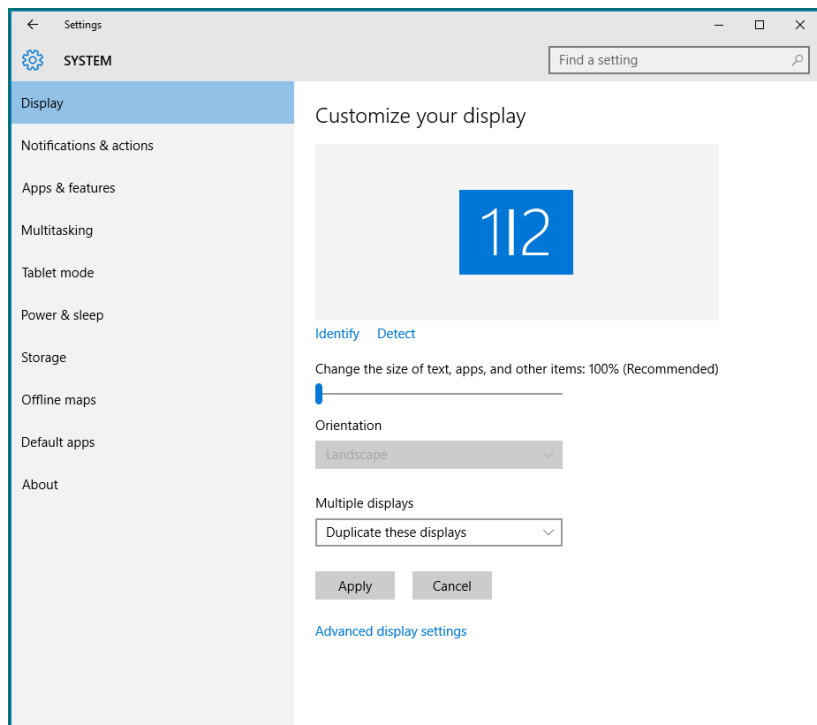 Settings
SYSTEM
Find a setting
Display
Notifications & actions
Apps & features
Multitasking
Tablet mode
Power & sleep
Storage
Offline maps
Default apps
About
Customize your display
1|2
Identify Detect
Change the size of text, apps, and other items: 100% (Recommended)
Orientation
Landscape
Multiple displays
Duplicate these displays
Apply Cancel
Advanced display settings